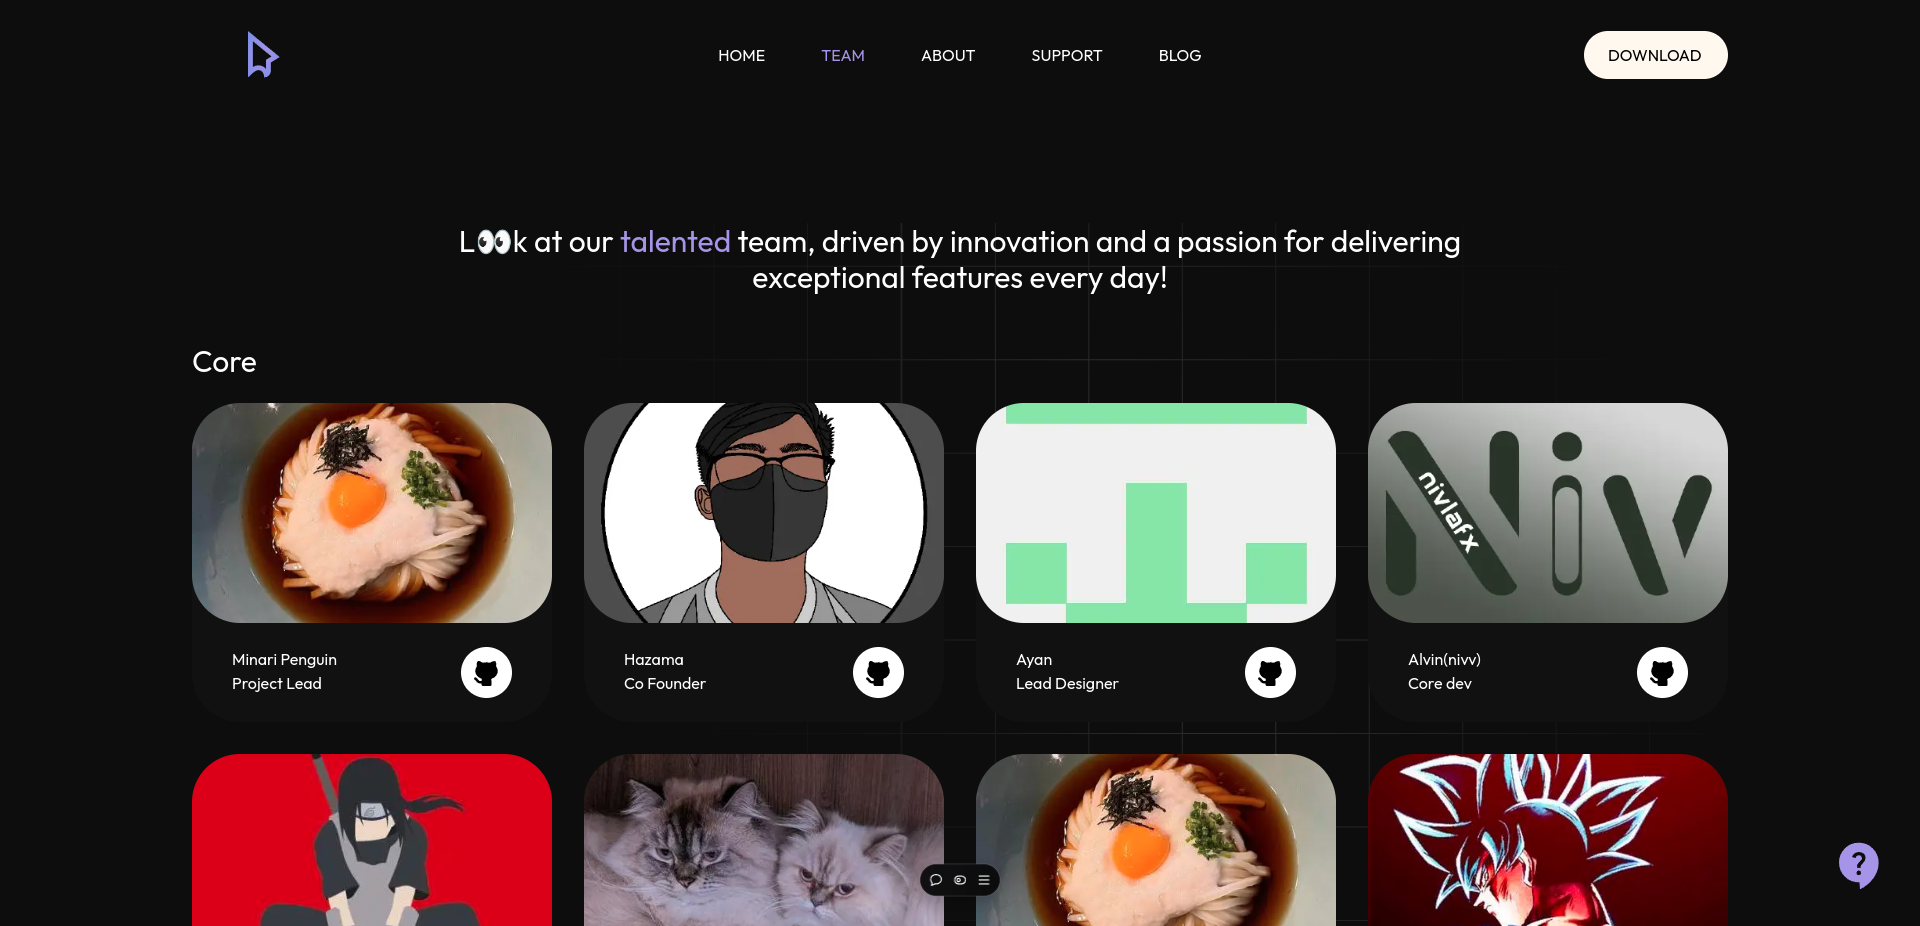 HOME TEAM ABOUT SUPPORT BLOG DOWNLOAD
L👀k at our talented team, driven by innovation and a passion for delivering
exceptional features every day!
Core
Niv
nivlafx
Minari Penguin
Project Lead
Hazama
Co Founder
Ayan
Lead Designer
Alvin(nivv)
Core dev